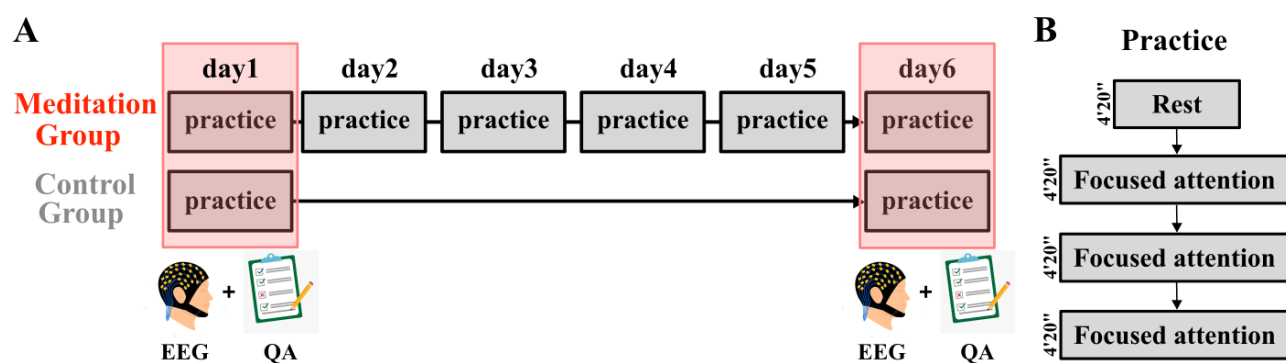 A
B
day1 day2 day3 day4 day5 day6
Practice
Meditation
Group
practice practice practice practice practice practice
Control
Group
practice practice
4'20" Rest
4'20" Focused attention
4'20" Focused attention
4'20" Focused attention
+ +
EEG QA EEG QA